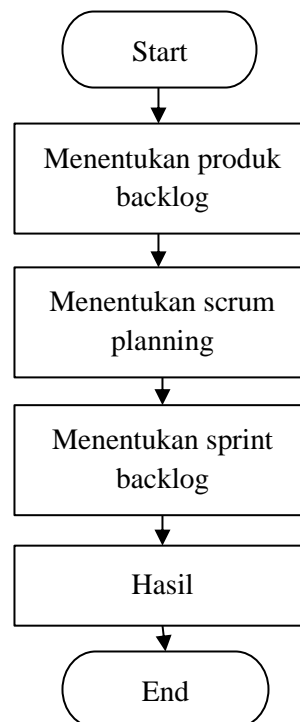 Start
Menentukan produk
backlog
Menentukan scrum
planning
Menentukan sprint
backlog
Hasil
End